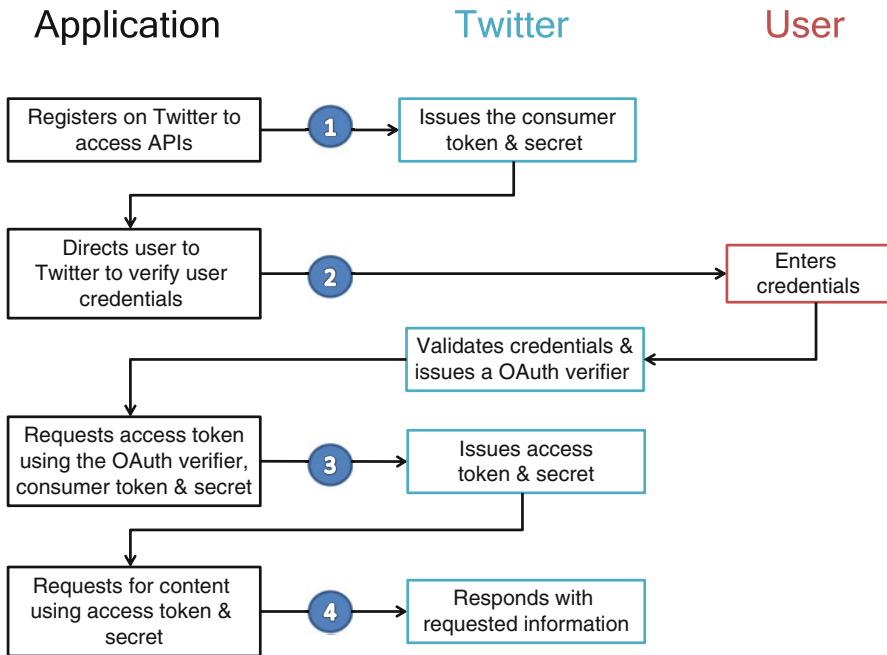 Application
Twitter
User
Registers on Twitter to
access APIs
1
Issues the consumer
token & secret
Directs user to
Twitter to verify user
credentials
2
Enters
credentials
Validates credentials &
issues a OAuth verifier
Requests access token
using the OAuth verifier,
consumer token & secret
3
Issues access
token & secret
Requests for content
using access token &
secret
4
Responds with
requested information